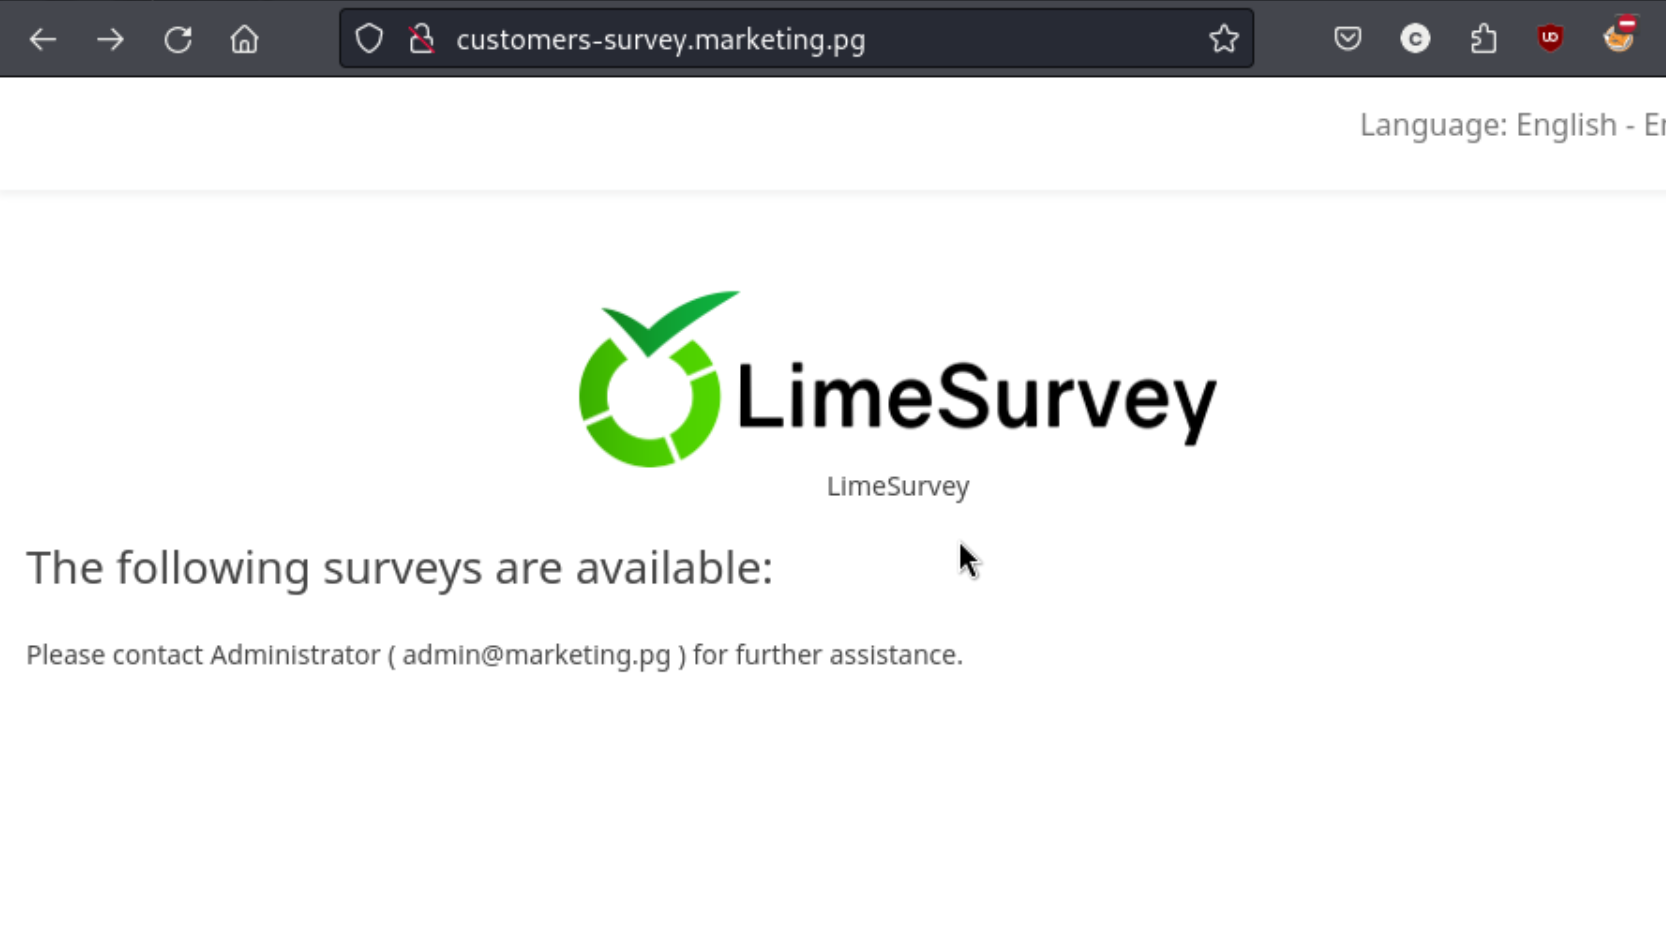 customers-survey.marketing.pg
Language: English - En
LimeSurvey
LimeSurvey
The following surveys are available:
Please contact Administrator ( admin@marketing.pg ) for further assistance.